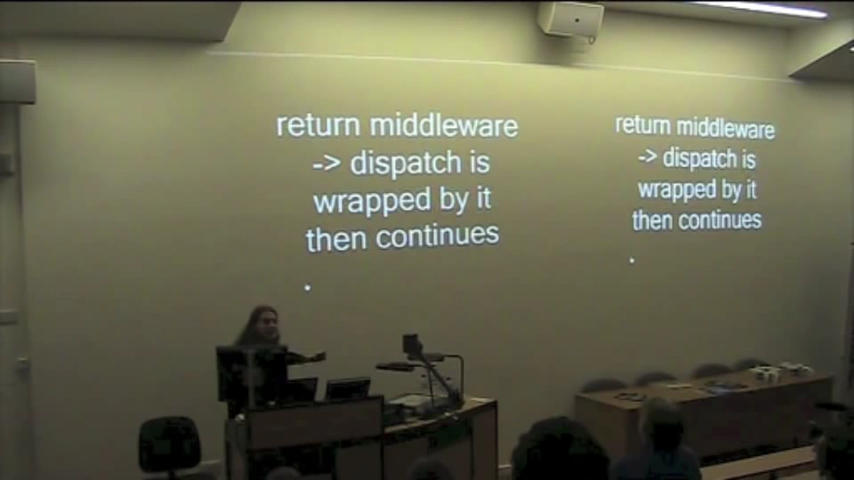 return middleware
-> dispatch is
wrapped by it
then continues
return middleware
-> dispatch is
wrapped by it
then continues